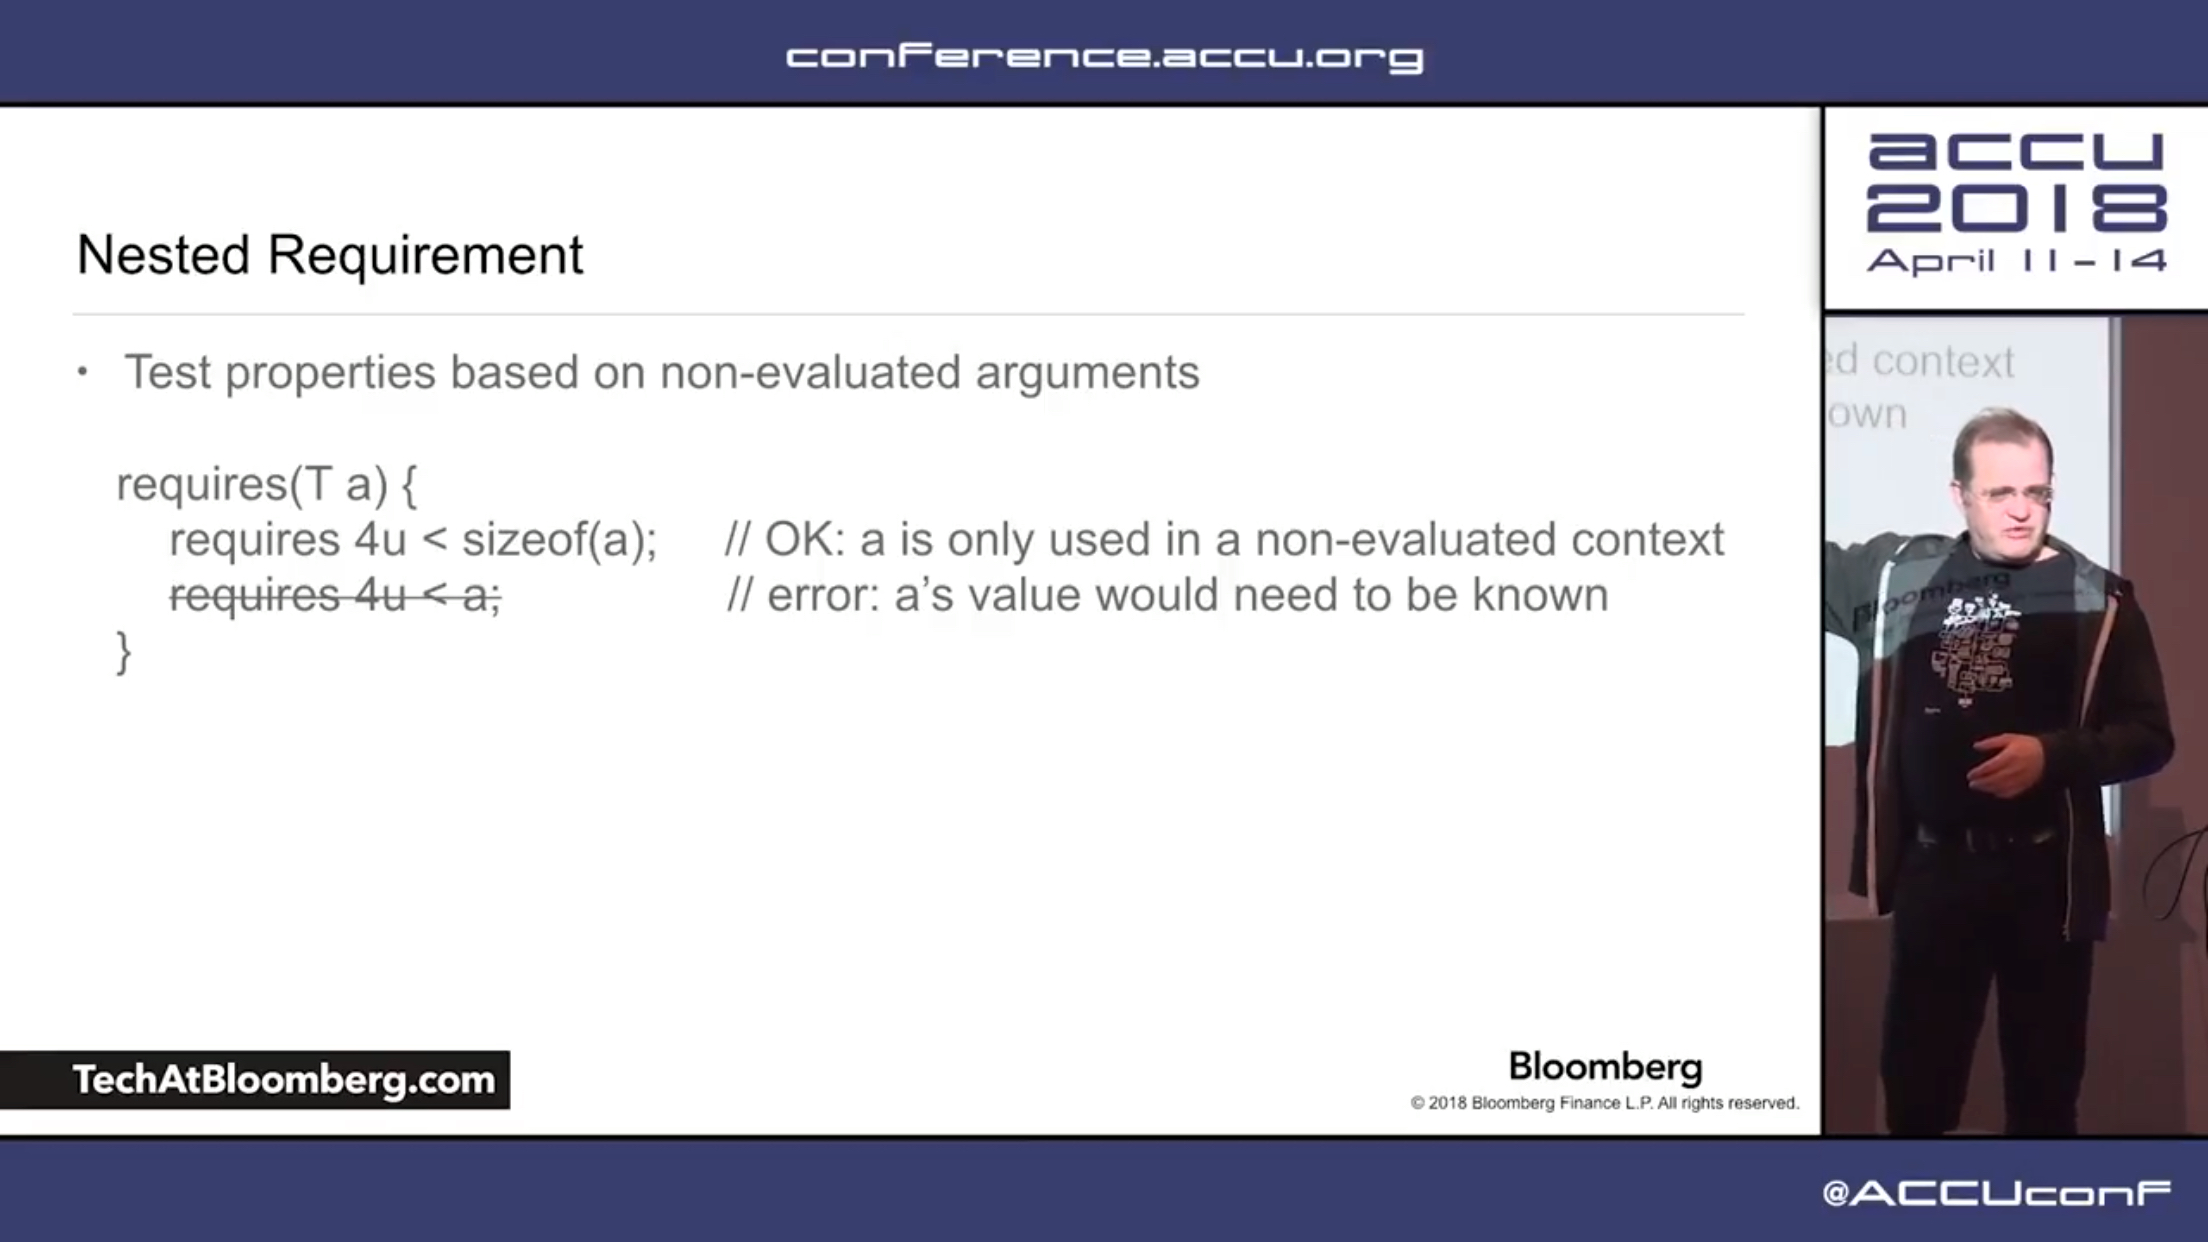 conference.accu.org
accu
2018
April 11-14
Nested Requirement
• Test properties based on non-evaluated arguments
requires(T a) {
requires 4u < sizeof(a); // OK: a is only used in a non-evaluated context
requires 4u < a; // error: a’s value would need to be known
}
ed context
own
Bloomberg
TechAtBloomberg.com
Bloomberg
© 2018 Bloomberg Finance L.P. All rights reserved.
@ACCUconf